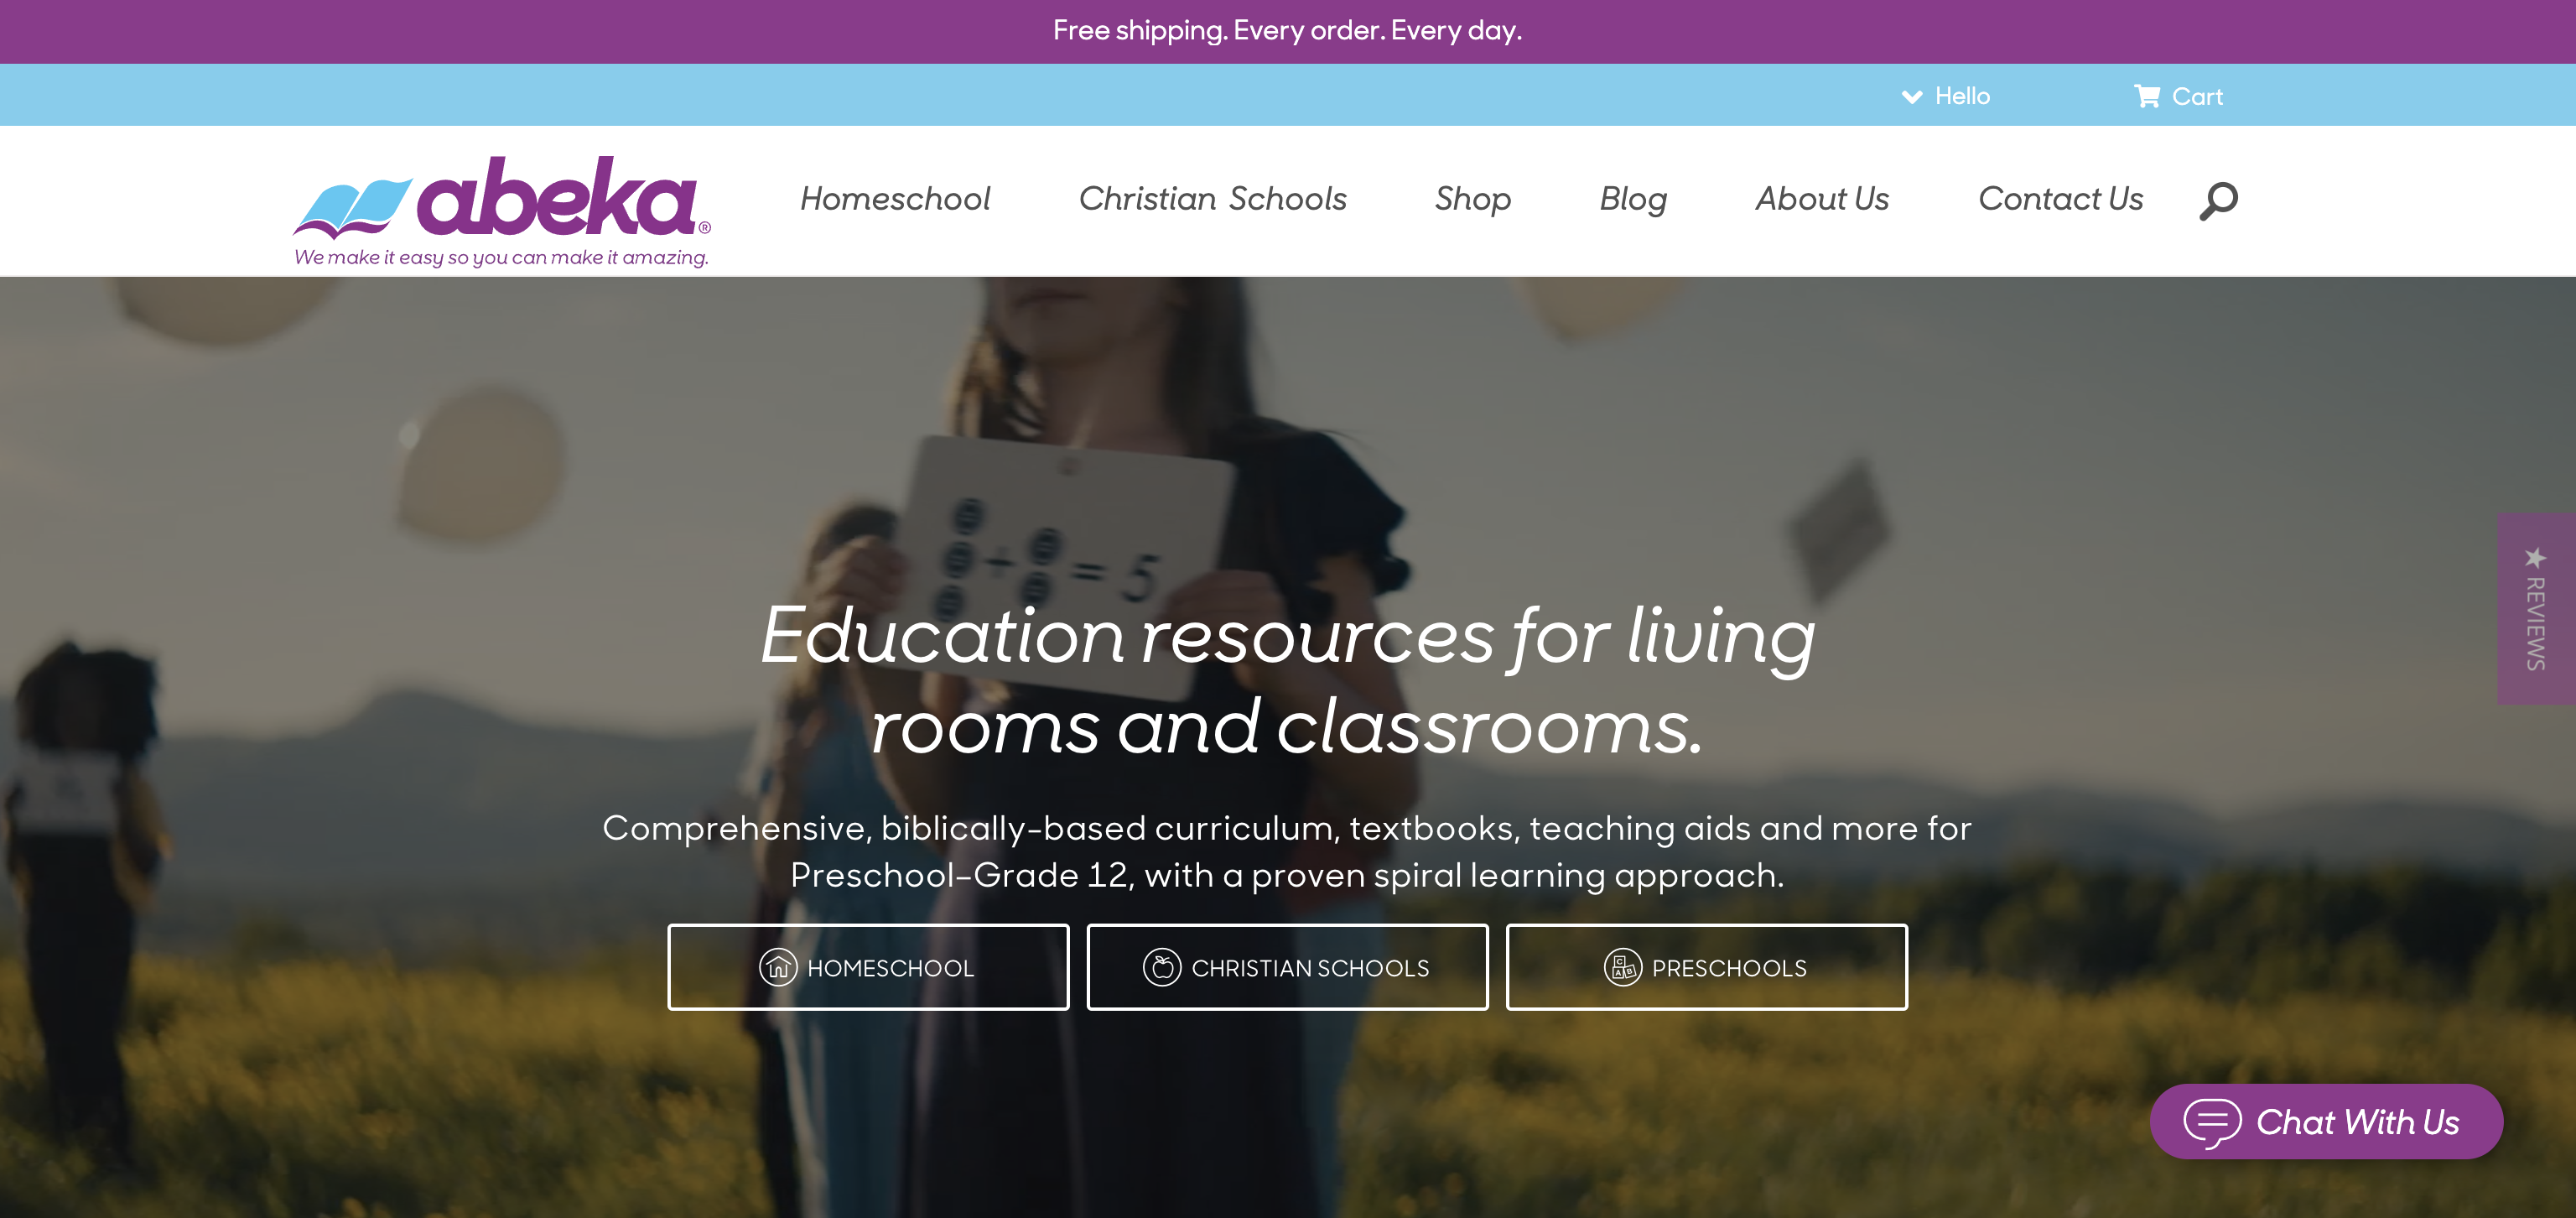 Free shipping. Every order. Every day.
Hello
Cart
abeka®
We make it easy so you can make it amazing.
Homeschool
Christian Schools
Shop
Blog
About Us
Contact Us
+ = 5
★ REVIEWS
Education resources for living
rooms and classrooms.
Comprehensive, biblically-based curriculum, textbooks, teaching aids and more for
Preschool–Grade 12, with a proven spiral learning approach.
HOMESCHOOL
CHRISTIAN SCHOOLS
C
A B
PRESCHOOLS
Chat With Us